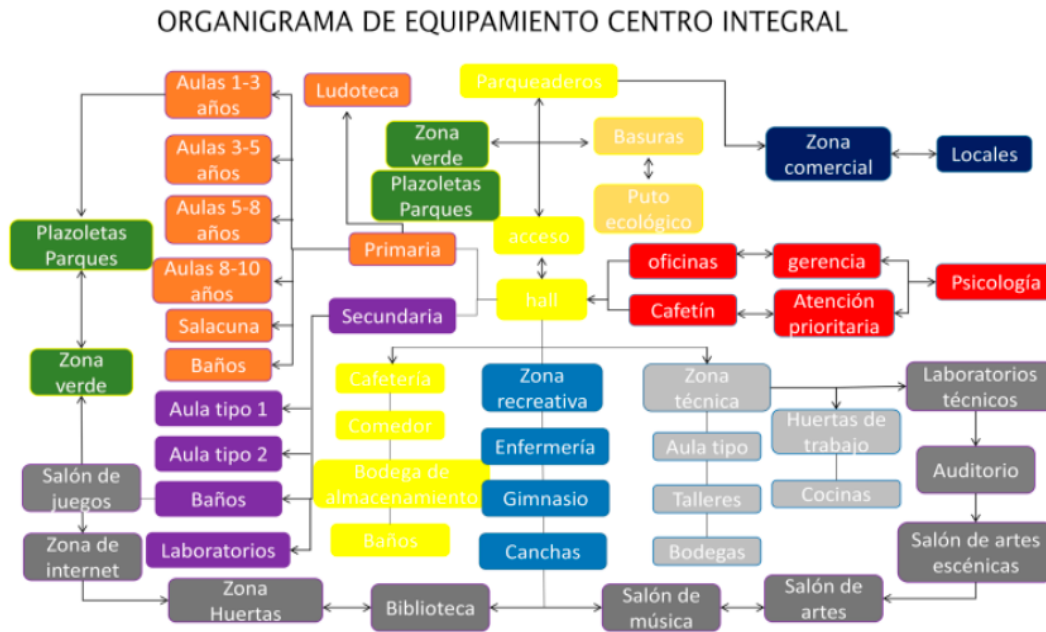 ORGANIGRAMA DE EQUIPAMIENTO CENTRO INTEGRAL
Aulas 1-3
años
Ludoteca
Parqueaderos
Aulas 3-5
años
Zona
verde
Basuras
Zona
comercial
Locales
Plazoletas
Parques
Puto
ecológico
Aulas 5-8
años
Plazoletas
Parques
Primaria
acceso
oficinas
gerencia
Psicología
Aulas 8-10
años
hall
Cafetín
Atención
prioritaria
Salacuna
Secundaria
Zona
verde
Baños
Cafetería
Zona
recreativa
Zona
técnica
Laboratorios
técnicos
Aula tipo 1
Comedor
Huertas de
trabajo
Aula tipo 2
Enfermería
Aula tipo
Auditorio
Salón de
juegos
Baños
Bodega de
almacenamiento
Gimnasio
Talleres
Cocinas
Zona de
internet
Laboratorios
Baños
Canchas
Bodegas
Salón de artes
escénicas
Zona
Huertas
Biblioteca
Salón de
música
Salón de
artes